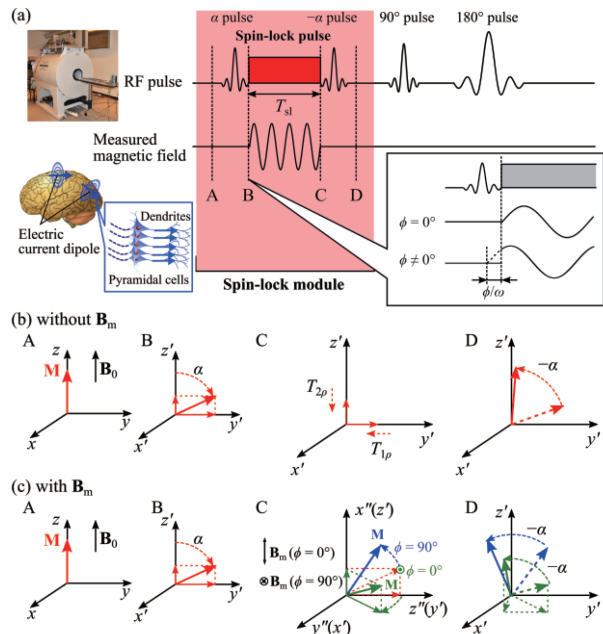 (a)
α pulse
−α pulse
90° pulse
180° pulse
Spin-lock pulse
RF pulse
T_sl
Measured
magnetic field
A
B
C
D
Electric
current dipole
Dendrites
Pyramidal cells
Spin-lock module
ϕ = 0°
ϕ ≠ 0°
ϕ/ω
(b) without B_m
A
z
M
B_0
y
x
B
z′
α
y′
x′
C
z′
T_2ρ
T_1ρ
y′
x′
D
z′
−α
y′
x′
(c) with B_m
A
z
M
B_0
y
x
B
z′
α
y′
x′
C
x″(z′)
M
ϕ = 90°
B_m (ϕ = 0°)
ϕ = 0°
⊗B_m (ϕ = 90°)
M
z″(y′)
y″(x′)
D
z′
−α
−α
y′
x′